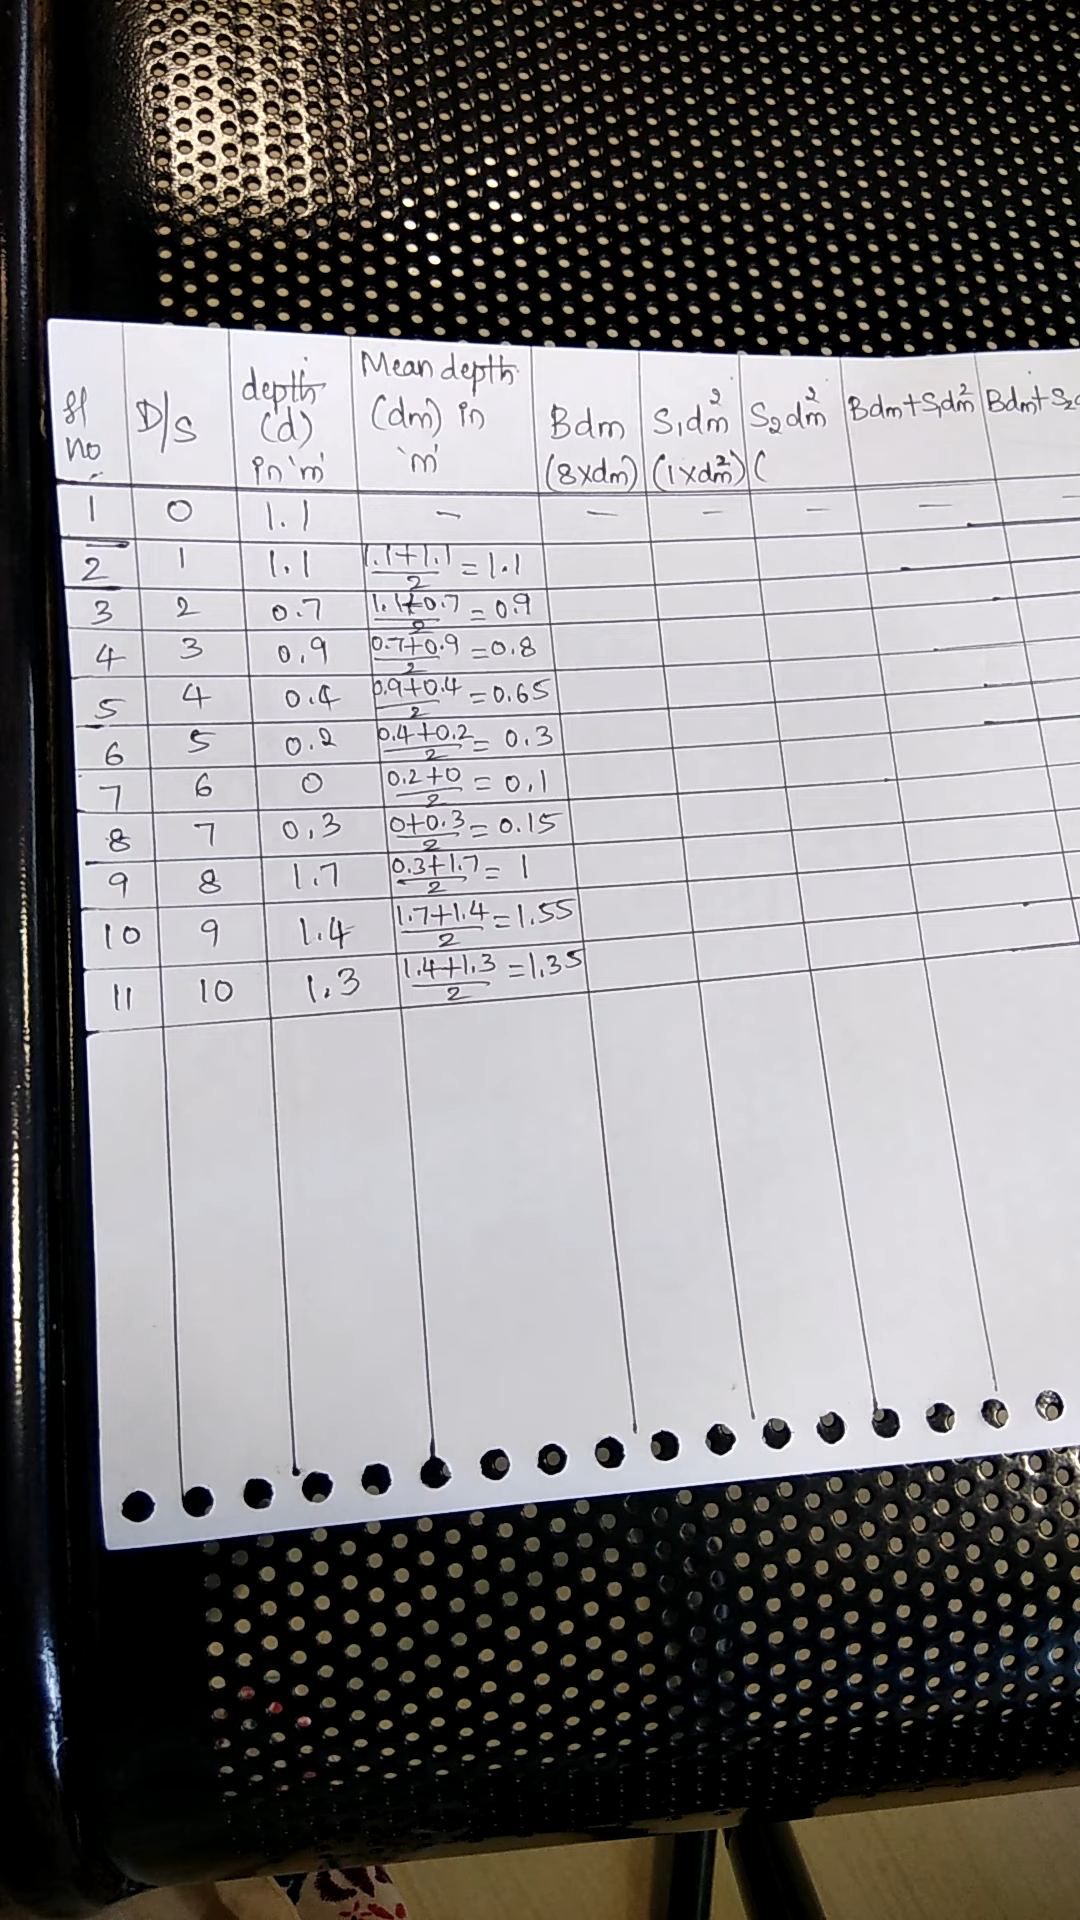 Sl no | D/S | depth (d) in 'm' | Mean depth (dm) in 'm' | Bdm (8xdm) | S₁dm² (1xdm²) | S₂dm² ( | Bdm+S₁dm² | Bdm+S₂
1 | 0 | 1.1 | – | – | – | – | – | –
2 | 1 | 1.1 | 1.1+1.1/2 = 1.1
3 | 2 | 0.7 | 1.1+0.7/2 = 0.9
4 | 3 | 0.9 | 0.7+0.9/2 = 0.8
5 | 4 | 0.4 | 0.9+0.4/2 = 0.65
6 | 5 | 0.2 | 0.4+0.2/2 = 0.3
7 | 6 | 0 | 0.2+0/2 = 0.1
8 | 7 | 0.3 | 0+0.3/2 = 0.15
9 | 8 | 1.7 | 0.3+1.7/2 = 1
10 | 9 | 1.4 | 1.7+1.4/2 = 1.55
11 | 10 | 1.3 | 1.4+1.3/2 = 1.35